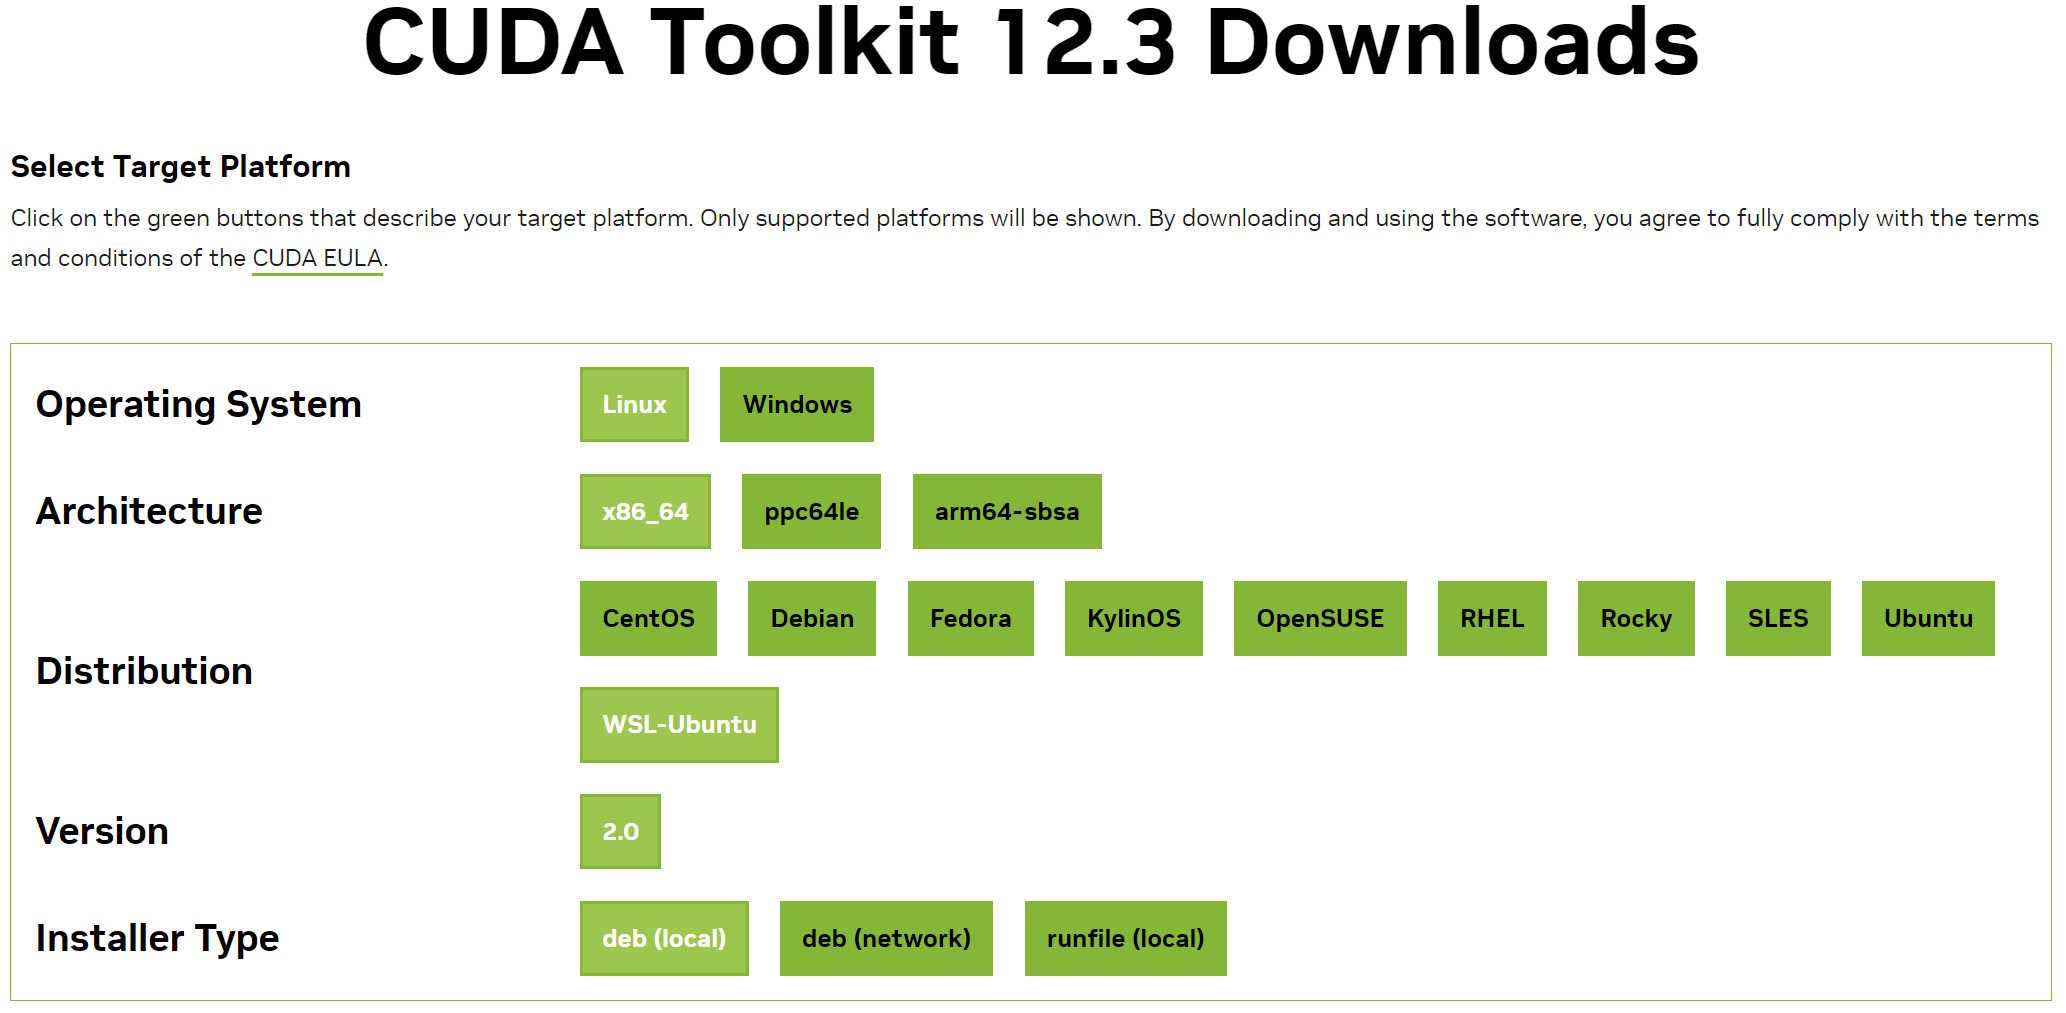 CUDA Toolkit 12.3 Downloads
Select Target Platform
Click on the green buttons that describe your target platform. Only supported platforms will be shown. By downloading and using the software, you agree to fully comply with the terms
and conditions of the CUDA EULA.
Operating System Linux Windows
Architecture x86_64 ppc64le arm64-sbsa
Distribution CentOS Debian Fedora KylinOS OpenSUSE RHEL Rocky SLES Ubuntu
WSL-Ubuntu
Version 2.0
Installer Type deb (local) deb (network) runfile (local)